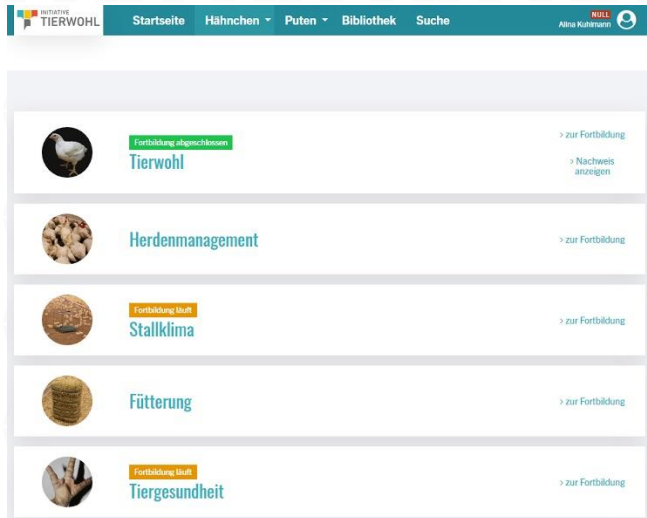 INITIATIVE
TIERWOHL
Startseite Hähnchen Puten Bibliothek Suche
NULL
Alina Kuhlmann
Fortbildung abgeschlossen
Tierwohl
> zur Fortbildung
> Nachweis
anzeigen
Herdenmanagement
> zur Fortbildung
Fortbildung läuft
Stallklima
> zur Fortbildung
Fütterung
> zur Fortbildung
Fortbildung läuft
Tiergesundheit
> zur Fortbildung